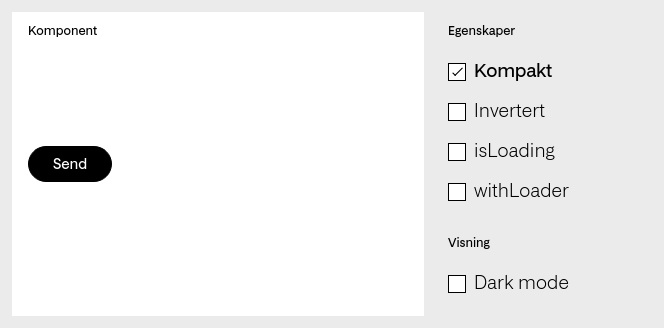 Komponent
Send
Egenskaper
Kompakt
Invertert
isLoading
withLoader
Visning
Dark mode